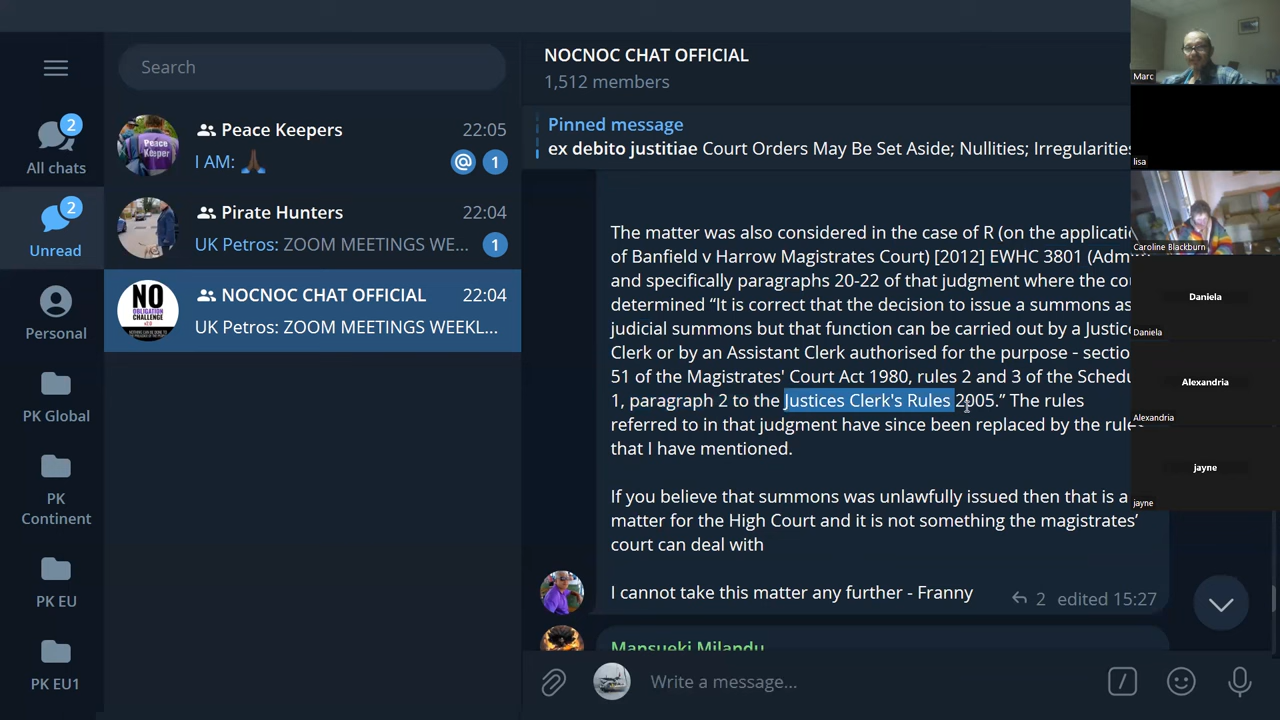 Search
2
All chats
2
Unread
Personal
PK Global
PK
Continent
PK EU
PK EU1
Peace Keepers
22:05
I AM:
@
1
Pirate Hunters
22:04
UK Petros: ZOOM MEETINGS WE...
1
NO
OBLIGATION
CHALLENGE
NOCNOC CHAT OFFICIAL
22:04
UK Petros: ZOOM MEETINGS WEEKL...
NOCNOC CHAT OFFICIAL
1,512 members
Pinned message
ex debito justitiae Court Orders May Be Set Aside; Nullities; Irregularities
The matter was also considered in the case of R (on the applicatio
of Banfield v Harrow Magistrates Court) [2012] EWHC 3801 (Adm
and specifically paragraphs 20-22 of that judgment where the cou
determined “It is correct that the decision to issue a summons as
judicial summons but that function can be carried out by a Justice
Clerk or by an Assistant Clerk authorised for the purpose - sectio
51 of the Magistrates' Court Act 1980, rules 2 and 3 of the Schedu
1, paragraph 2 to the Justices Clerk's Rules 2005.” The rules
referred to in that judgment have since been replaced by the rule
that I have mentioned.
If you believe that summons was unlawfully issued then that is a
matter for the High Court and it is not something the magistrates’
court can deal with
I cannot take this matter any further - Franny
2 edited 15:27
Mansueki Milandu
Write a message...
Marc
lisa
Caroline Blackburn
Daniela
Daniela
Alexandria
Alexandria
jayne
jayne